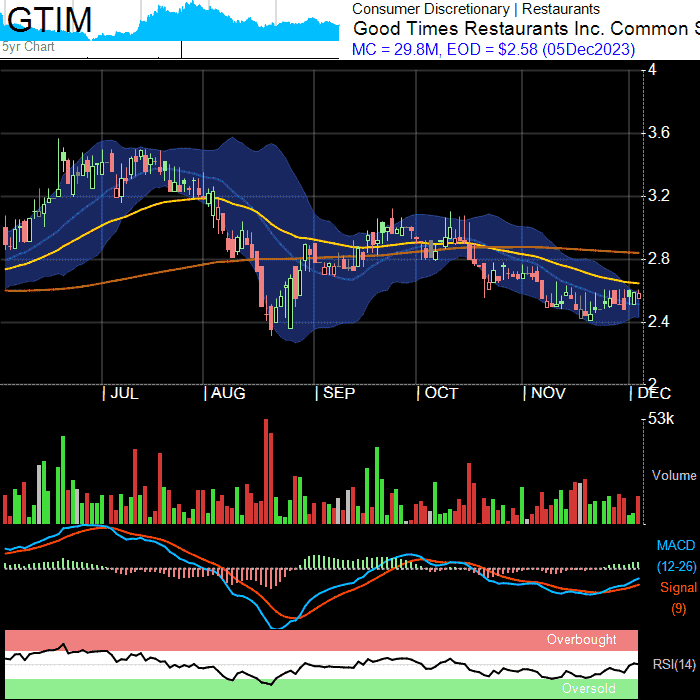 GTIM
5yr Chart
Consumer Discretionary | Restaurants
Good Times Restaurants Inc. Common S
MC = 29.8M, EOD = $2.58 (05Dec2023)
4
3.6
3.2
2.8
2.4
2
JUL AUG SEP OCT NOV DEC
53k
Volume
MACD
(12-26)
Signal
(9)
Overbought
RSI(14)
Oversold